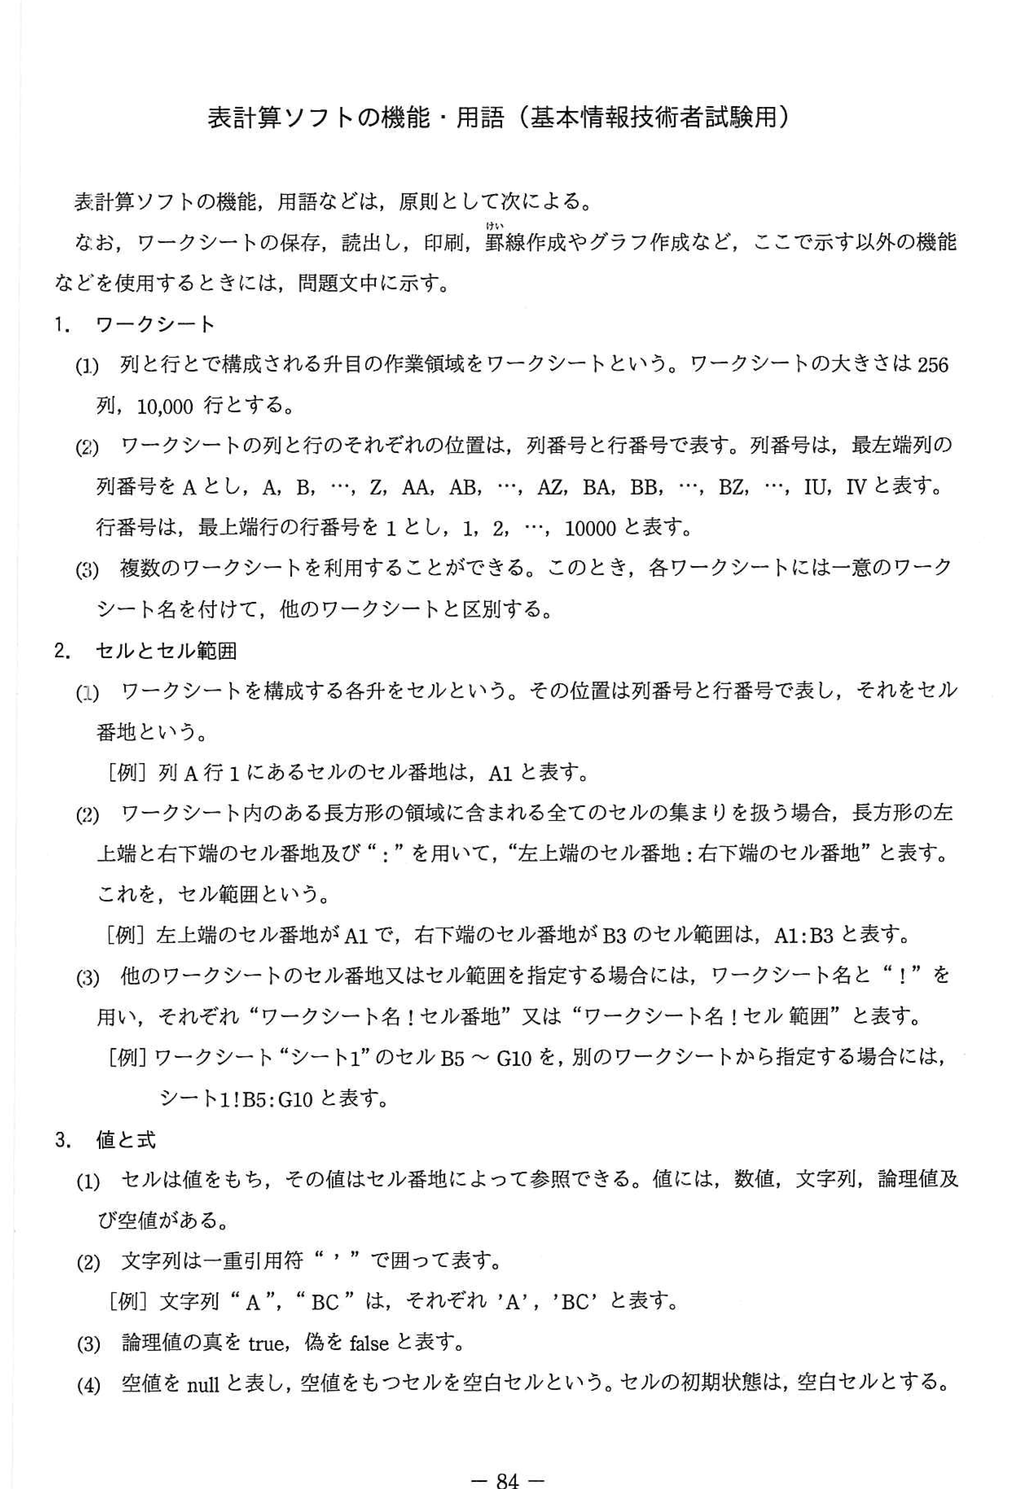 表計算ソフトの機能・用語（基本情報技術者試験用）
表計算ソフトの機能，用語などは，原則として次による。
なお，ワークシートの保存，読出し，印刷，罫線作成やグラフ作成など，ここで示す以外の機能
けい
などを使用するときには，問題文中に示す。
1. ワークシート
(1) 列と行とで構成される升目の作業領域をワークシートという。ワークシートの大きさは 256
列，10,000 行とする。
(2) ワークシートの列と行のそれぞれの位置は，列番号と行番号で表す。列番号は，最左端列の
列番号を A とし，A，B，…，Z，AA，AB，…，AZ，BA，BB，…，BZ，…，IU，IV と表す。
行番号は，最上端行の行番号を 1 とし，1，2，…，10000 と表す。
(3) 複数のワークシートを利用することができる。このとき，各ワークシートには一意のワーク
シート名を付けて，他のワークシートと区別する。
2. セルとセル範囲
(1) ワークシートを構成する各升をセルという。その位置は列番号と行番号で表し，それをセル
番地という。
［例］列 A 行 1 にあるセルのセル番地は，A1 と表す。
(2) ワークシート内のある長方形の領域に含まれる全てのセルの集まりを扱う場合，長方形の左
上端と右下端のセル番地及び“：”を用いて，“左上端のセル番地：右下端のセル番地”と表す。
これを，セル範囲という。
［例］左上端のセル番地が A1 で，右下端のセル番地が B3 のセル範囲は，A1:B3 と表す。
(3) 他のワークシートのセル番地又はセル範囲を指定する場合には，ワークシート名と“！”を
用い，それぞれ“ワークシート名！セル番地”又は“ワークシート名！セル範囲”と表す。
［例］ワークシート“シート1”のセル B5 ～ G10 を，別のワークシートから指定する場合には，
シート1!B5:G10 と表す。
3. 値と式
(1) セルは値をもち，その値はセル番地によって参照できる。値には，数値，文字列，論理値及
び空値がある。
(2) 文字列は一重引用符“ ’ ”で囲って表す。
［例］文字列“A”，“BC”は，それぞれ ’A’，’BC’ と表す。
(3) 論理値の真を true，偽を false と表す。
(4) 空値を null と表し，空値をもつセルを空白セルという。セルの初期状態は，空白セルとする。
－ 84 －